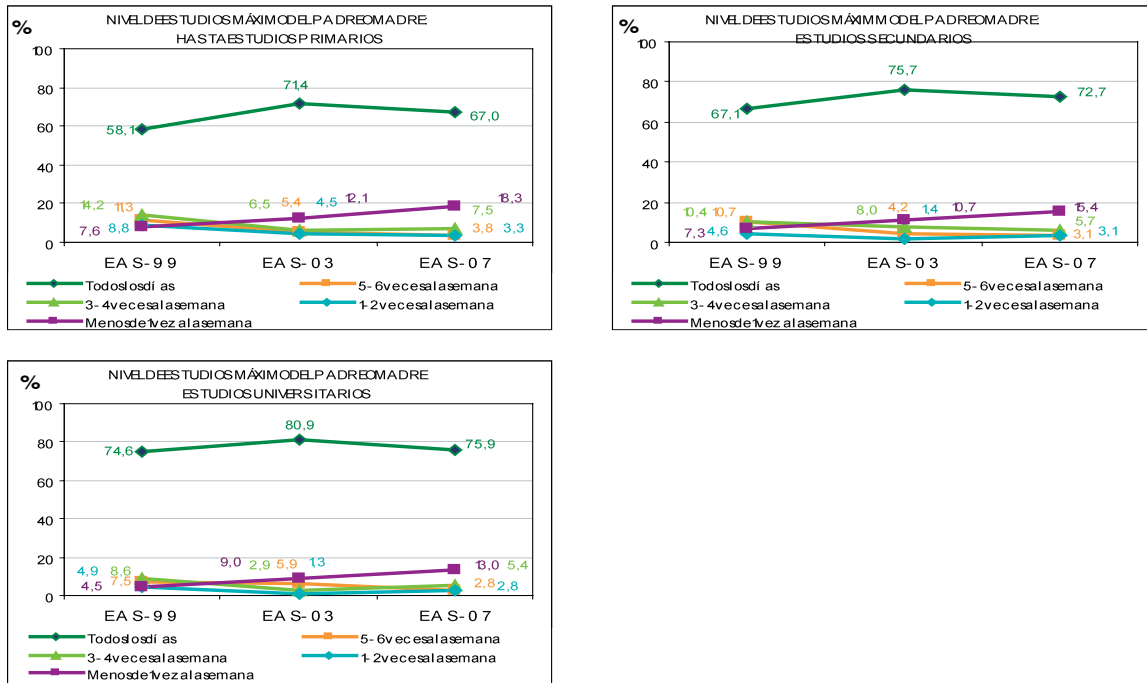 %
NIVEL DE ESTUDIOS MÁXIMO DEL PADRE O MADRE:
HASTA ESTUDIOS PRIMARIOS
100
80
60
40
20
0
58,1
71,4
67,0
14,2 11,3
6,5 5,4 4,5 12,1
18,3
7,5
7,6 8,8
3,8 3,3
EAS-99 EAS-03 EAS-07
Todos los días 5-6 veces a la semana
3-4 veces a la semana 1-2 veces a la semana
Menos de 1 vez a la semana
%
NIVEL DE ESTUDIOS MÁXIMM DEL PADRE O MADRE:
ESTUDIOS SECUNDARIOS
100
80
60
40
20
0
67,1
75,7
72,7
10,4 10,7
8,0 4,2 1,4 10,7
15,4
5,7
7,3 4,6
3,1 3,1
EAS-99 EAS-03 EAS-07
Todos los días 5-6 veces a la semana
3-4 veces a la semana 1-2 veces a la semana
Menos de 1 vez a la semana
%
NIVEL DE ESTUDIOS MÁXIMO DEL PADRE O MADRE:
ESTUDIOS UNIVERSITARIOS
100
80
60
40
20
0
74,6
80,9
75,9
4,9 8,6
9,0 2,9 5,9 1,3
13,0 5,4
4,5 7,5
2,8 2,8
EAS-99 EAS-03 EAS-07
Todos los días 5-6 veces a la semana
3-4 veces a la semana 1-2 veces a la semana
Menos de 1 vez a la semana